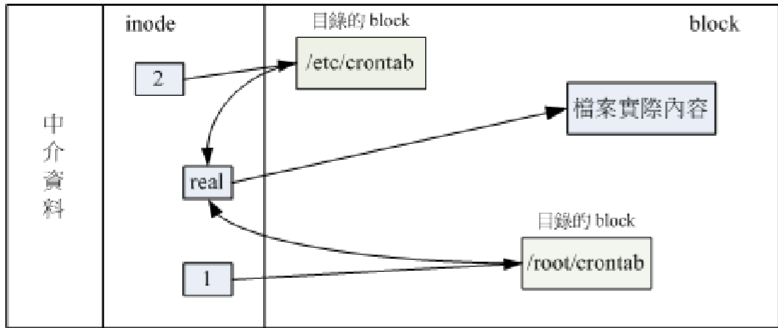 inode
目錄的 block
block
/etc/crontab
2
中介資料
檔案實際內容
real
目錄的 block
/root/crontab
1